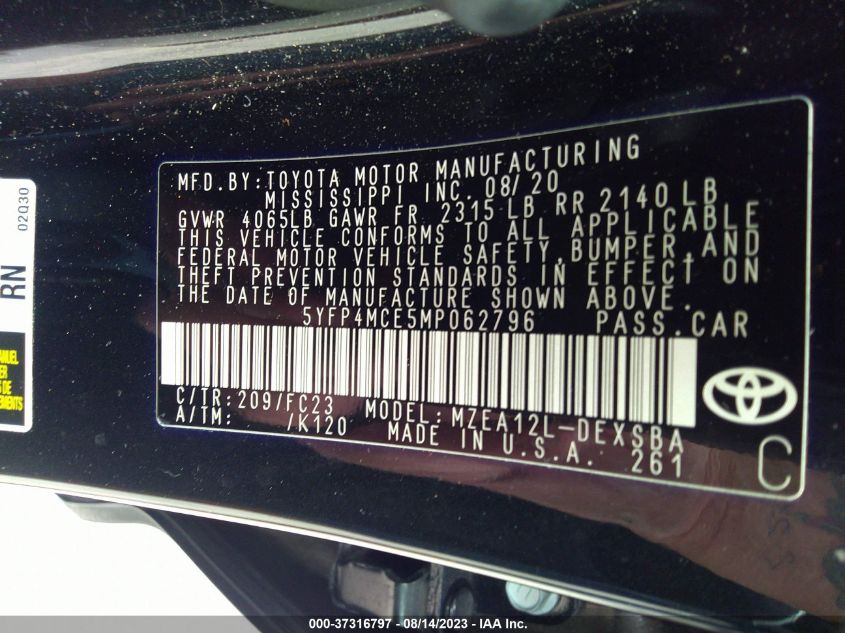 MFD.BY:TOYOTA MOTOR MANUFACTURING
MISSISSIPPI INC. 08/20
GVWR 4065LB GAWR FR 2315 LB RR 2140 LB
THIS VEHICLE CONFORMS TO ALL APPLICABLE
FEDERAL MOTOR VEHICLE SAFETY,BUMPER,AND
THEFT PREVENTION STANDARDS IN EFFECT ON
THE DATE OF MANUFACTURE SHOWN ABOVE.
5YFP4MCE5MP062796 PASS.CAR
C/TR:209/FC23 MODEL:MZEA12L-DEXSBA
A/TM: /K120 MADE IN U.S.A. 261
C
02Q30
RN
MANUEL
DE
000-37316797 - 08/14/2023 - IAA Inc.